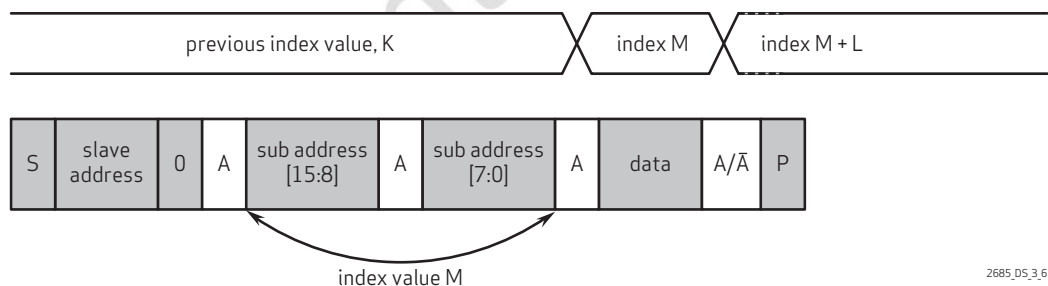 previous index value, K
index M
index M + L
S
slave
address
0
A
sub address
[15:8]
A
sub address
[7:0]
A
data
A/Ā
P
index value M
2685_DS_3_6